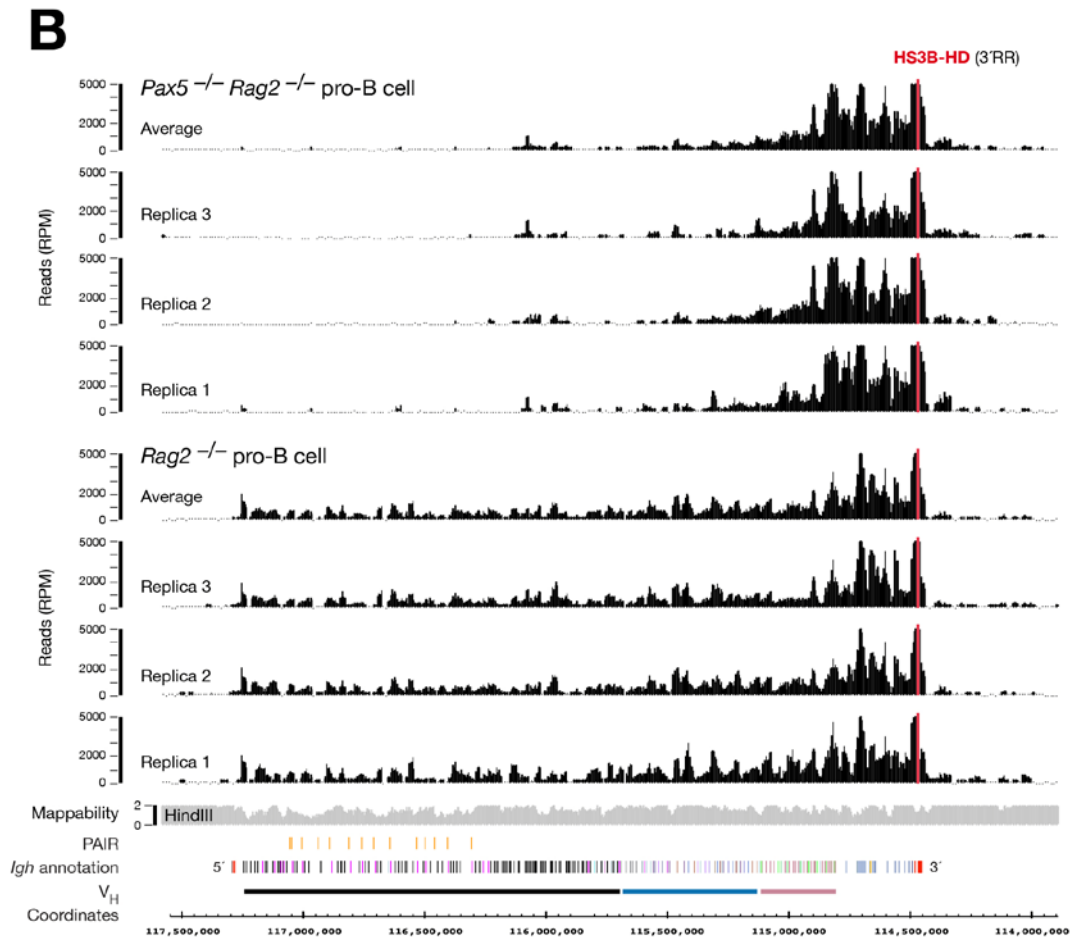 B
HS3B-HD (3´RR)
Pax5 −/− Rag2 −/− pro-B cell
5000
2000
0
Average
5000
2000
0
Replica 3
Reads (RPM)
5000
2000
0
Replica 2
5000
2000
0
Replica 1
Rag2 −/− pro-B cell
5000
2000
0
Average
5000
2000
0
Replica 3
Reads (RPM)
5000
2000
0
Replica 2
5000
2000
0
Replica 1
Mappability 2 0 HindIII
PAIR
Igh annotation 5´ 3´
VH
Coordinates
117,500,000 117,000,000 116,500,000 116,000,000 115,500,000 115,000,000 114,500,000 114,000,000